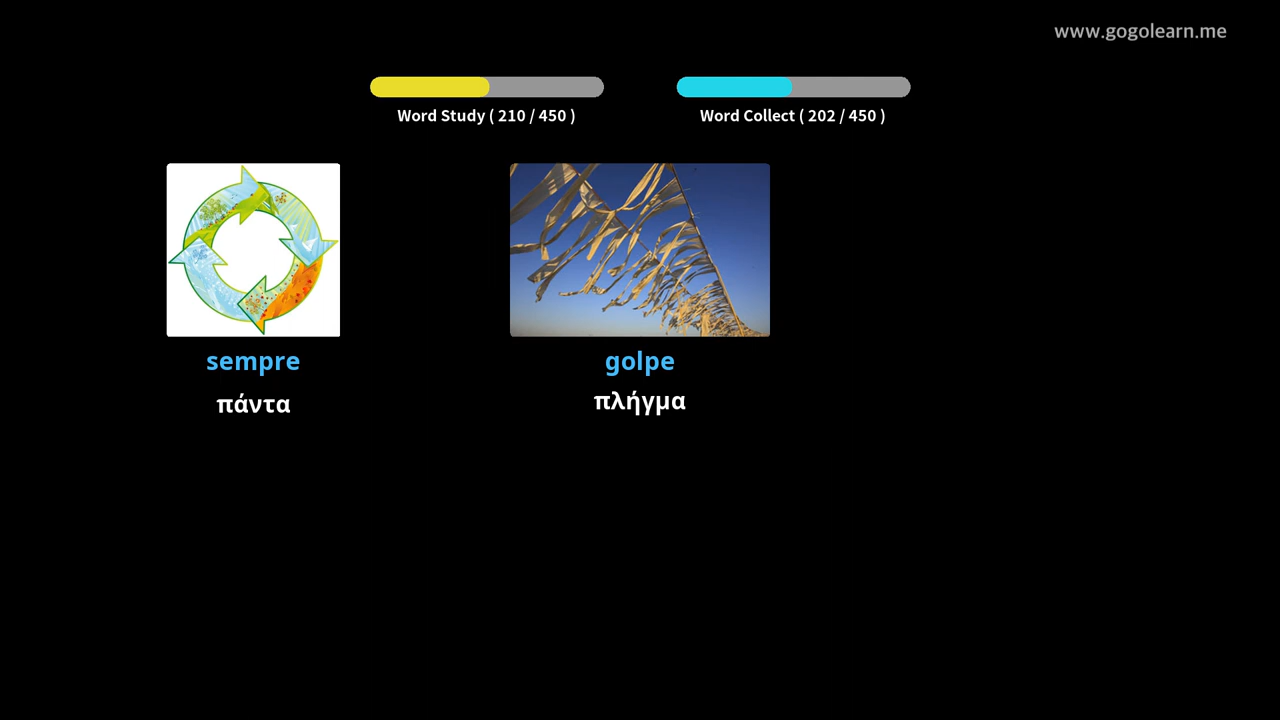 www.gogolearn.me
Word Study ( 210 / 450 )
Word Collect ( 202 / 450 )
sempre
πάντα
golpe
πλήγμα